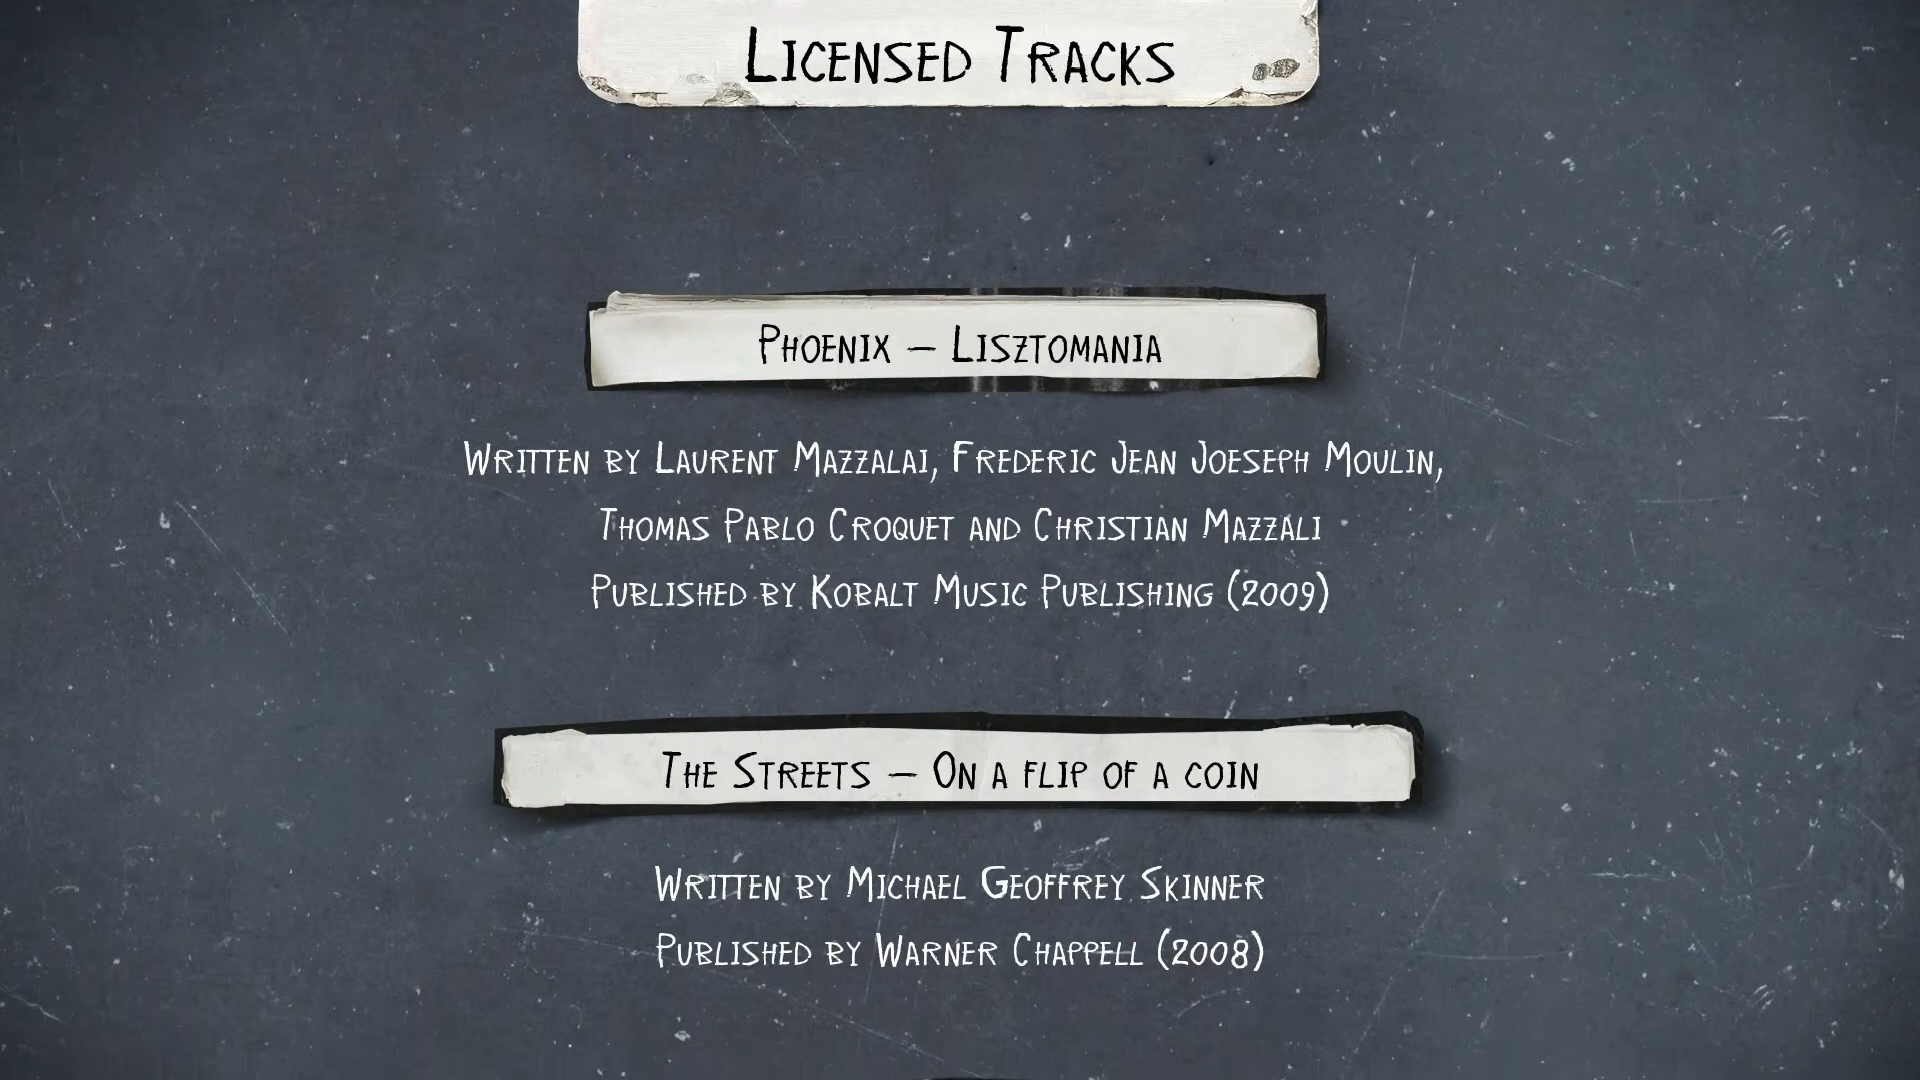 Licensed Tracks
Phoenix – Lisztomania
Written by Laurent Mazzalai, Frederic Jean Joeseph Moulin,
Thomas Pablo Croquet and Christian Mazzali
Published by Kobalt Music Publishing (2009)
The Streets – On a flip of a coin
Written by Michael Geoffrey Skinner
Published by Warner Chappell (2008)